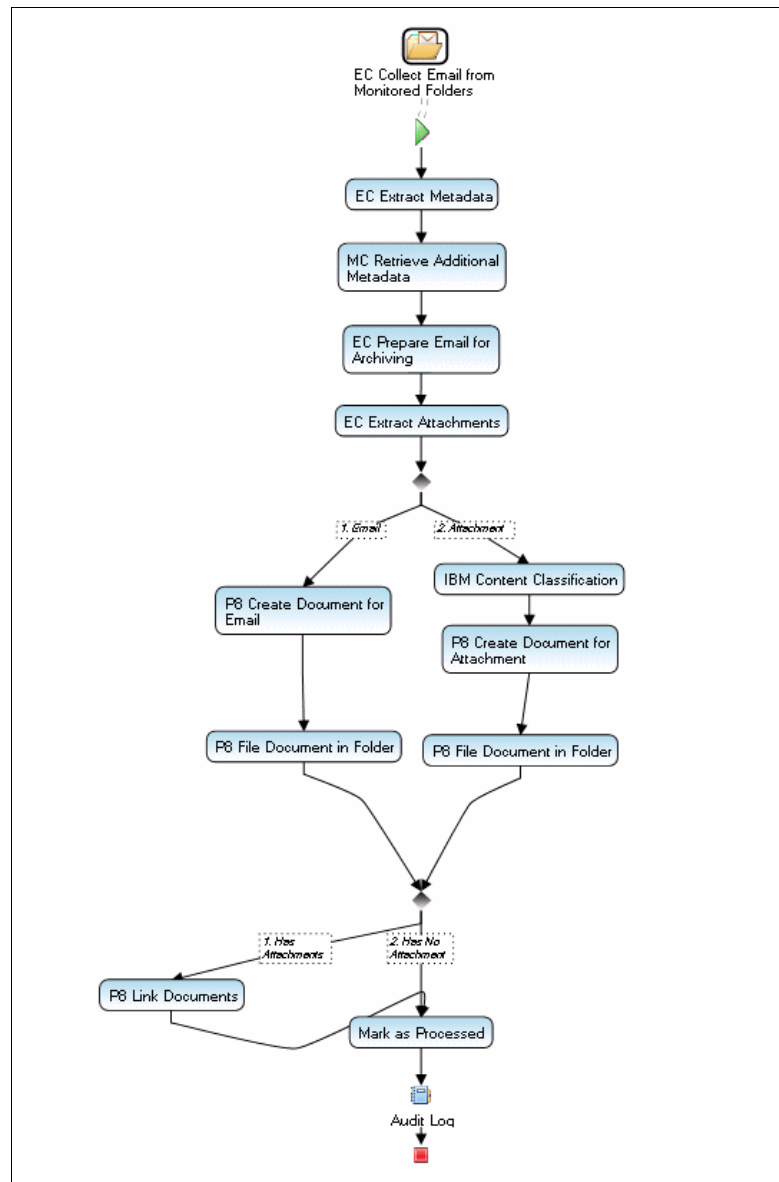 EC Collect Email from
Monitored Folders
EC Extract Metadata
MC Retrieve Additional
Metadata
EC Prepare Email for
Archiving
EC Extract Attachments
1. Email
2. Attachment
IBM Content Classification
P8 Create Document for
Email
P8 Create Document for
Attachment
P8 File Document in Folder
P8 File Document in Folder
1. Has
Attachments
2. Has No
Attachment
P8 Link Documents
Mark as Processed
Audit Log